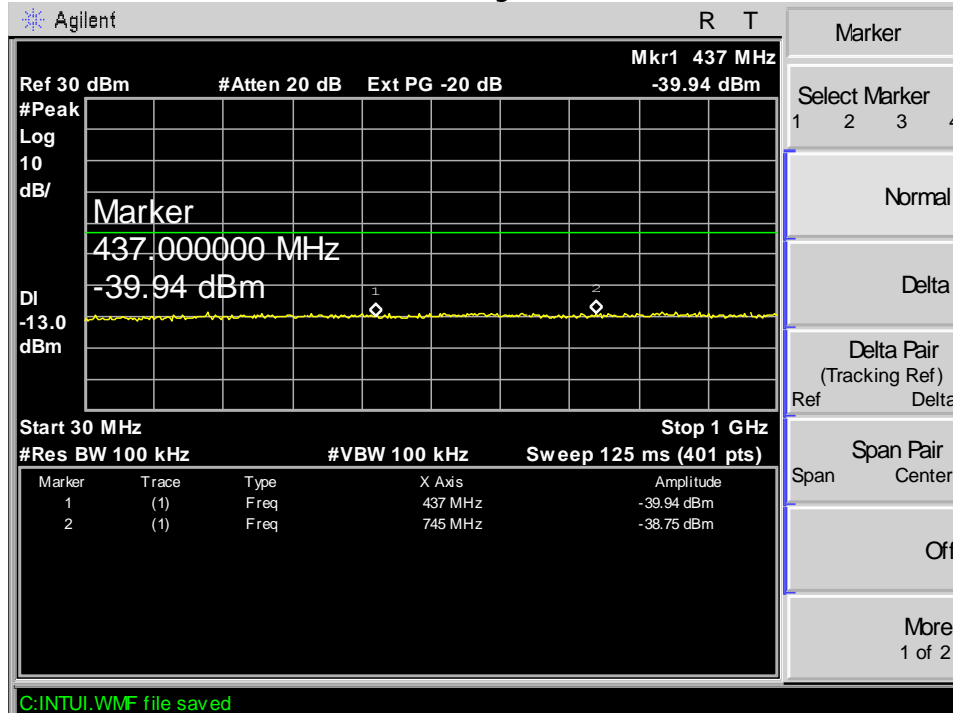 Agilent R T
Mkr1 437 MHz
Ref 30 dBm #Atten 20 dB Ext PG -20 dB -39.94 dBm
#Peak
Log
10
dB/
Marker
437.000000 MHz
-39.94 dBm
1 2
DI
-13.0
dBm
Start 30 MHz Stop 1 GHz
#Res BW 100 kHz #VBW 100 kHz Sweep 125 ms (401 pts)
Marker Trace Type X Axis Amplitude
1 (1) Freq 437 MHz -39.94 dBm
2 (1) Freq 745 MHz -38.75 dBm
C:INTUI.WMF file saved
Marker
Select Marker
1 2 3 4
Normal
Delta
Delta Pair
(Tracking Ref)
Ref Delta
Span Pair
Span Center
Off
More
1 of 2